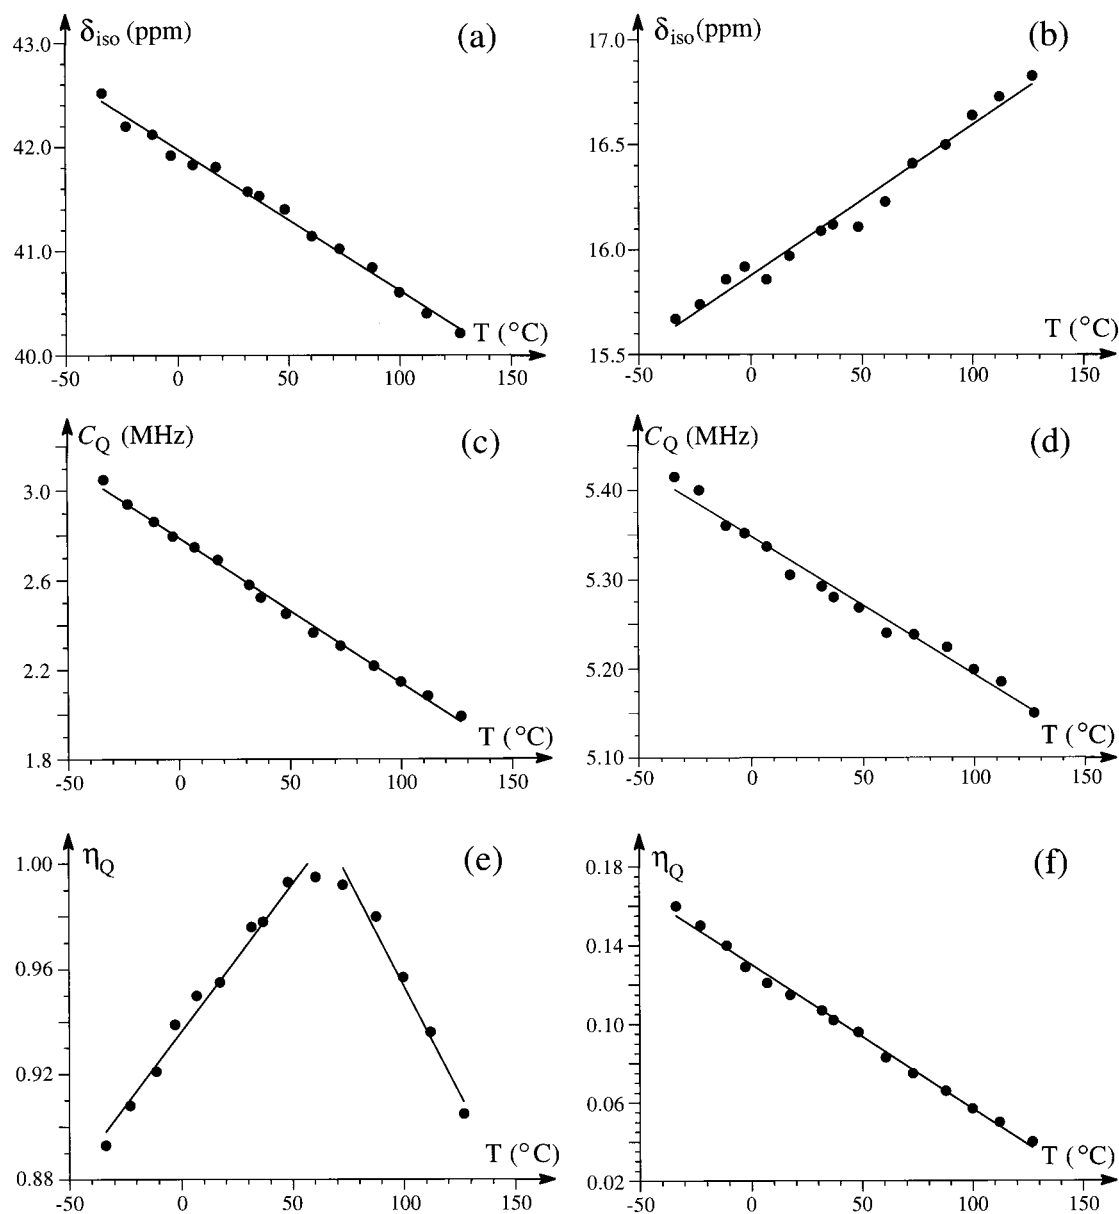 δiso (ppm) (a)
43.0
42.0
41.0
40.0
T (°C)
-50 0 50 100 150
δiso(ppm) (b)
17.0
16.5
16.0
15.5
T (°C)
-50 0 50 100 150
CQ (MHz) (c)
3.0
2.6
2.2
1.8
T (°C)
-50 0 50 100 150
CQ (MHz) (d)
5.40
5.30
5.20
5.10
T (°C)
-50 0 50 100 150
ηQ (e)
1.00
0.96
0.92
0.88
T (°C)
-50 0 50 100 150
ηQ (f)
0.18
0.14
0.10
0.06
0.02
T (°C)
-50 0 50 100 150